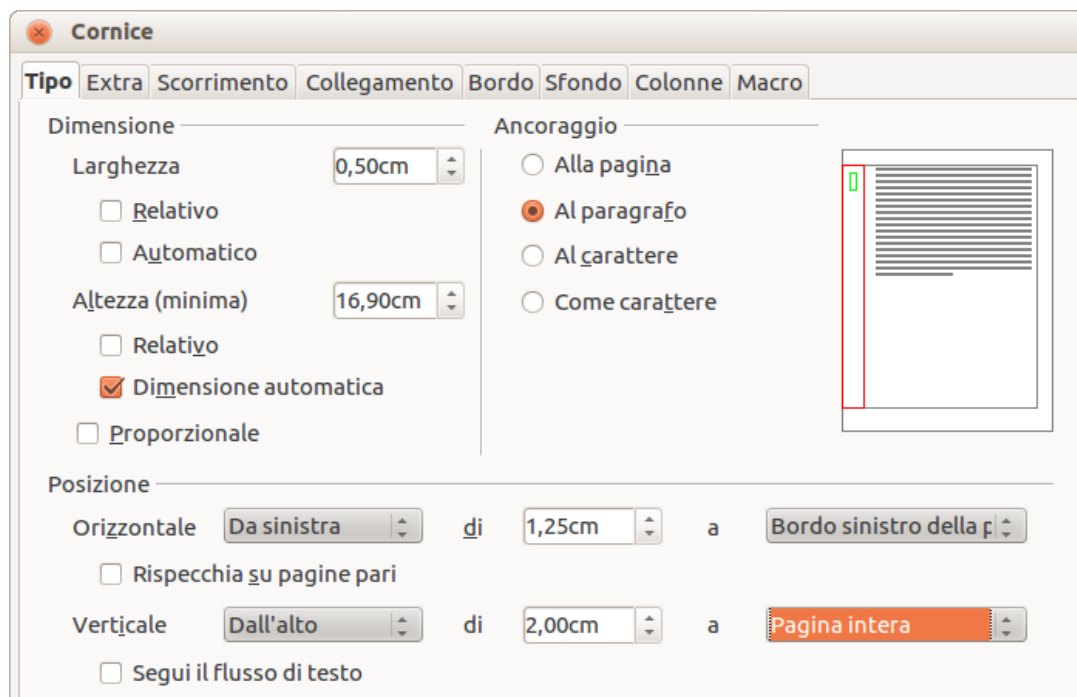 Cornice
Tipo Extra Scorrimento Collegamento Bordo Sfondo Colonne Macro
Dimensione
Larghezza 0,50cm
Relativo
Automatico
Altezza (minima) 16,90cm
Relativo
Dimensione automatica
Proporzionale
Ancoraggio
Alla pagina
Al paragrafo
Al carattere
Come carattere
Posizione
Orizzontale Da sinistra di 1,25cm a Bordo sinistro della p
Rispecchia su pagine pari
Verticale Dall'alto di 2,00cm a Pagina intera
Segui il flusso di testo